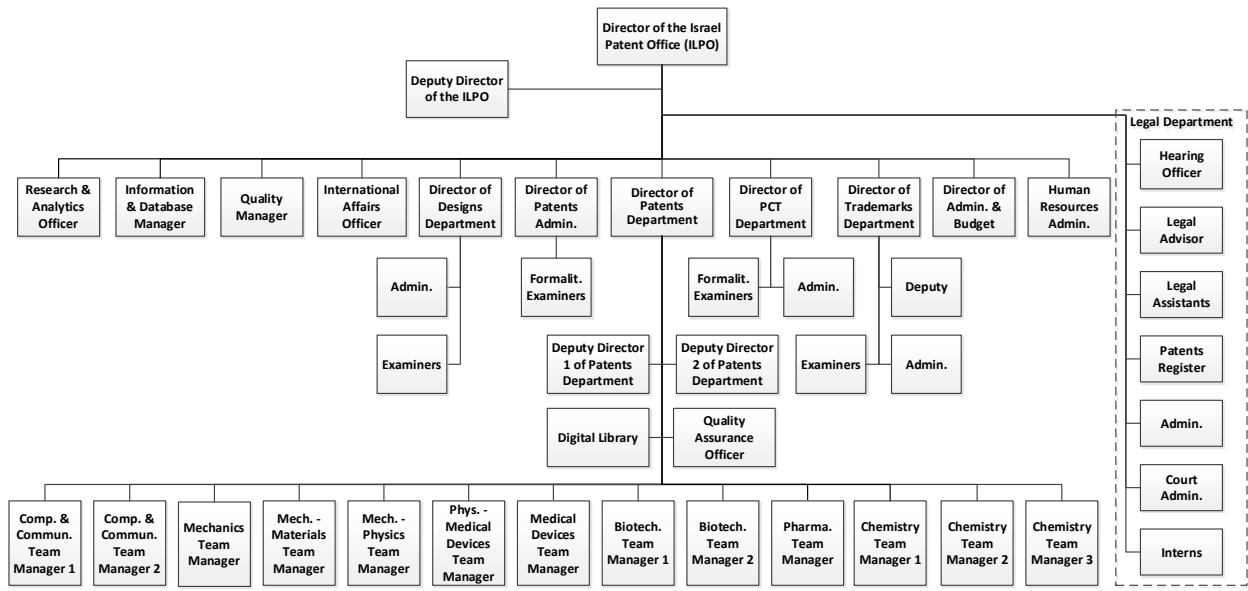 Director of the Israel
Patent Office (ILPO)
Deputy Director
of the ILPO
Legal Department
Hearing
Officer
Legal
Advisor
Legal
Assistants
Patents
Register
Admin.
Court
Admin.
Interns
Research &
Analytics
Officer
Information
& Database
Manager
Quality
Manager
International
Affairs
Officer
Director of
Designs
Department
Director of
Patents
Admin.
Director of
Patents
Department
Director of
PCT
Department
Director of
Trademarks
Department
Director of
Admin. &
Budget
Human
Resources
Admin.
Admin.
Examiners
Formalit.
Examiners
Formalit.
Examiners
Admin.
Deputy
Examiners
Admin.
Deputy Director
1 of Patents
Department
Deputy Director
2 of Patents
Department
Digital Library
Quality
Assurance
Officer
Comp. &
Commun.
Team
Manager 1
Comp. &
Commun.
Team
Manager 2
Mechanics
Team
Manager
Mech. -
Materials
Team
Manager
Mech. -
Physics
Team
Manager
Phys. -
Medical
Devices
Team
Manager
Medical
Devices
Team
Manager
Biotech.
Team
Manager 1
Biotech.
Team
Manager 2
Pharma.
Team
Manager
Chemistry
Team
Manager 1
Chemistry
Team
Manager 2
Chemistry
Team
Manager 3